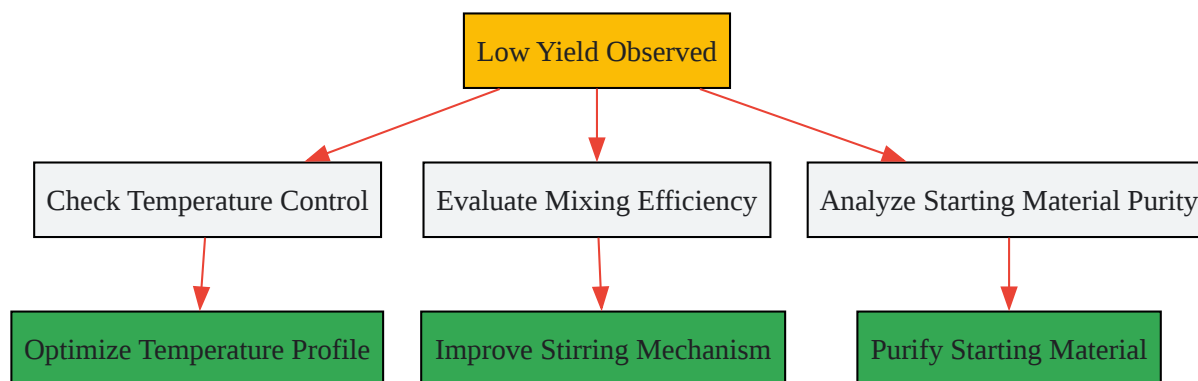 Low Yield Observed
Check Temperature Control
Evaluate Mixing Efficiency
Analyze Starting Material Purity
Optimize Temperature Profile
Improve Stirring Mechanism
Purify Starting Material